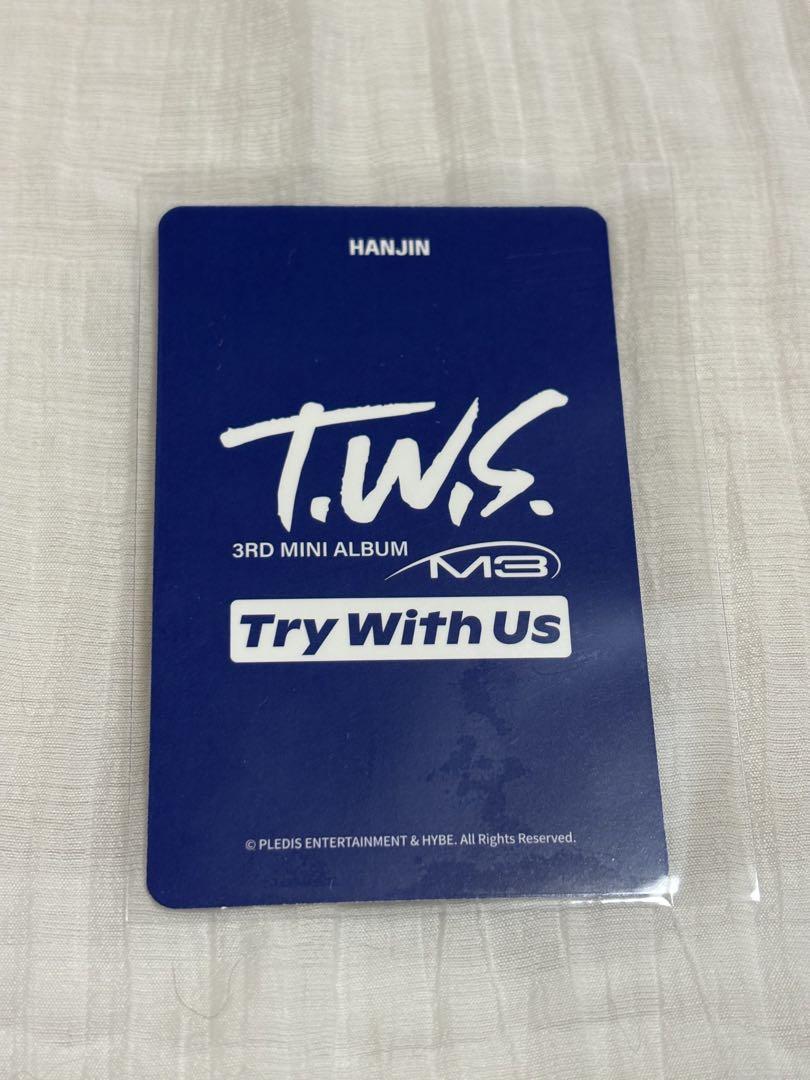 HANJIN
T.W.S.
3RD MINI ALBUM M3
Try With Us
© PLEDIS ENTERTAINMENT & HYBE. All Rights Reserved.